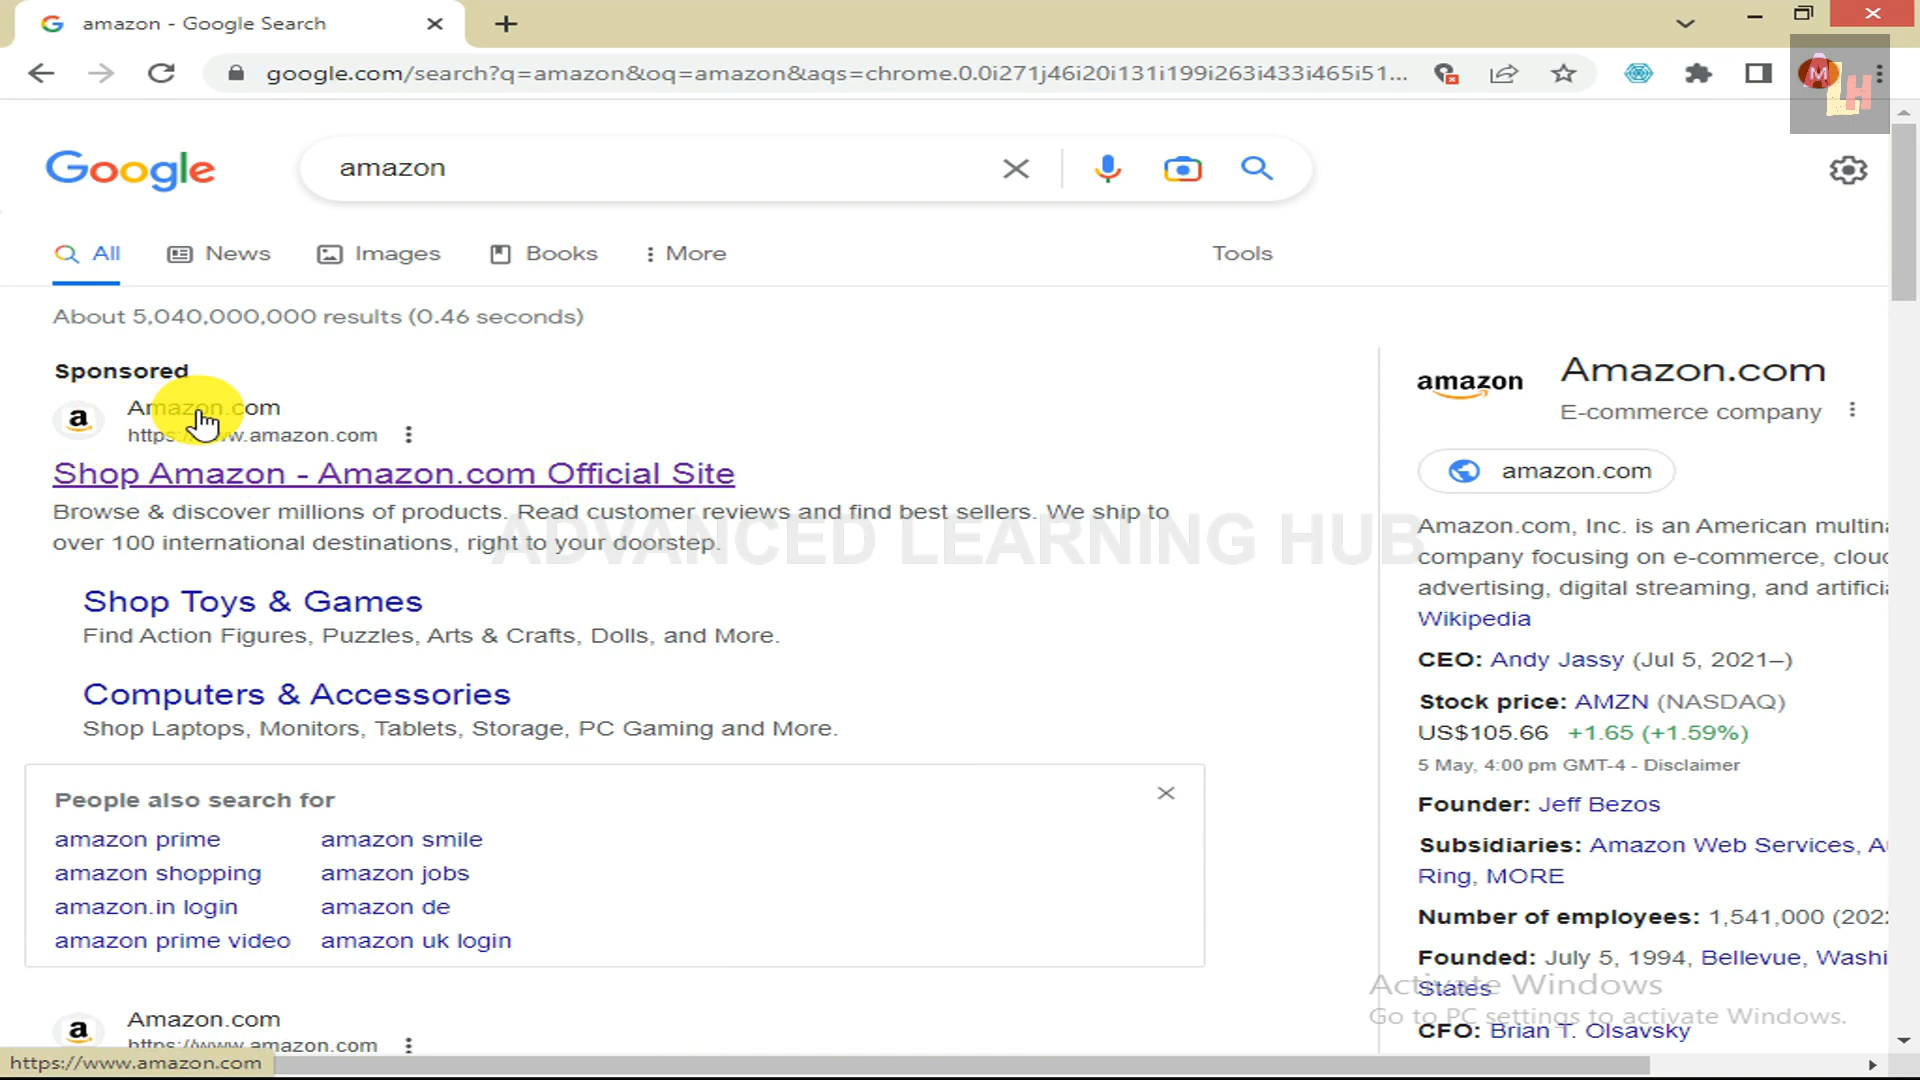 amazon - Google Search
google.com/search?q=amazon&oq=amazon&aqs=chrome.0.0i271j46i20i131i199i263i433i465i51...
M
ALH
Google
amazon
All News Images Books More Tools
About 5,040,000,000 results (0.46 seconds)
Sponsored
a
Amazon.com
https://www.amazon.com
Shop Amazon - Amazon.com Official Site
Browse & discover millions of products. Read customer reviews and find best sellers. We ship to
over 100 international destinations, right to your doorstep.
ADVANCED LEARNING HUB
Shop Toys & Games
Find Action Figures, Puzzles, Arts & Crafts, Dolls, and More.
Computers & Accessories
Shop Laptops, Monitors, Tablets, Storage, PC Gaming and More.
People also search for
amazon prime
amazon shopping
amazon.in login
amazon prime video
amazon smile
amazon jobs
amazon de
amazon uk login
a
Amazon.com
https://www.amazon.com
https://www.amazon.com
amazon
Amazon.com
E-commerce company
amazon.com
Amazon.com, Inc. is an American multina
company focusing on e-commerce, clou
advertising, digital streaming, and artifici
Wikipedia
CEO: Andy Jassy (Jul 5, 2021–)
Stock price: AMZN (NASDAQ)
US$105.66 +1.65 (+1.59%)
5 May, 4:00 pm GMT-4 - Disclaimer
Founder: Jeff Bezos
Subsidiaries: Amazon Web Services, A
Ring, MORE
Number of employees: 1,541,000 (202
Founded: July 5, 1994, Bellevue, Washi
States
CFO: Brian T. Olsavsky
Activate Windows
Go to PC settings to activate Windows.